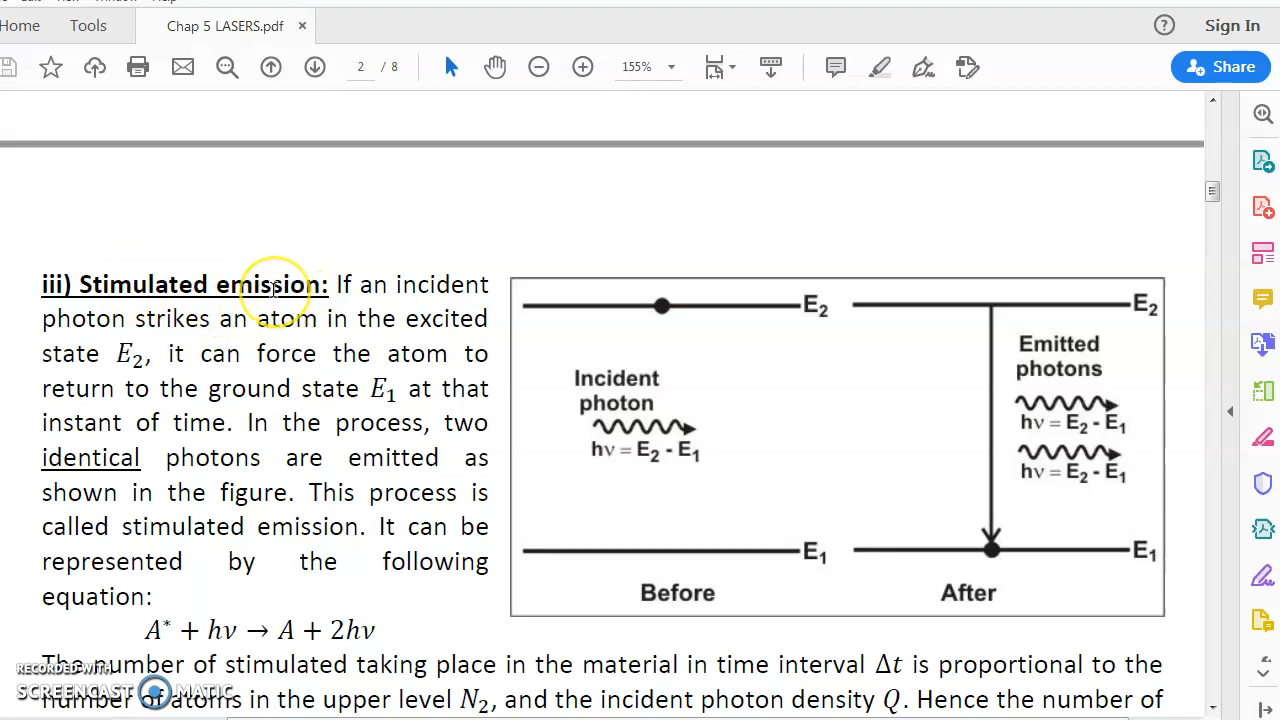 Home Tools Chap 5 LASERS.pdf × Sign In
2 / 8 155% Share
iii) Stimulated emission: If an incident
photon strikes an atom in the excited
state E₂, it can force the atom to
return to the ground state E₁ at that
instant of time. In the process, two
identical photons are emitted as
shown in the figure. This process is
called stimulated emission. It can be
represented by the following
equation:
A* + hν → A + 2hν
E₂
Incident
photon
hν = E₂ - E₁
E₁
Before
E₂
Emitted
photons
hν = E₂ - E₁
hν = E₂ - E₁
E₁
After
The number of stimulated taking place in the material in time interval Δt is proportional to the
number of atoms in the upper level N₂, and the incident photon density Q. Hence the number of
RECORDED WITH
SCREENCAST MATIC